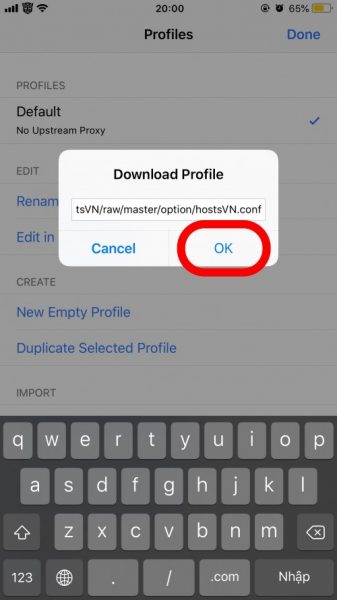 20:00
65%
Profiles
Done
PROFILES
Default
No Upstream Proxy
EDIT
Download Profile
Renam
tsVN/raw/master/option/hostsVN.conf
Edit in
Cancel
OK
CREATE
New Empty Profile
Duplicate Selected Profile
IMPORT
q w e r t y u i o p
a s d f g h j k l
z x c v b n m
123 . / .com Nhập